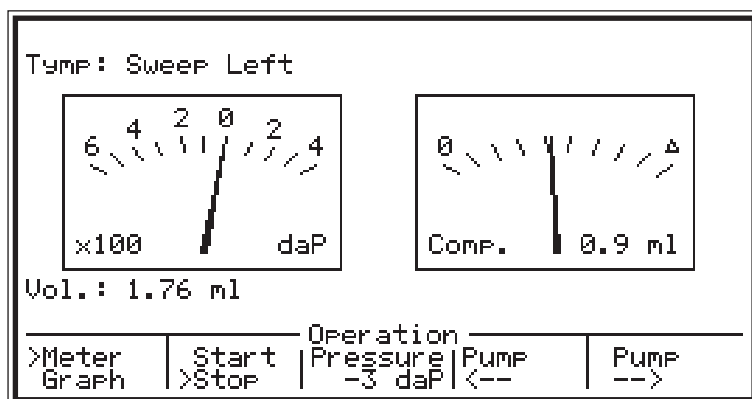 Tymp: Sweep Left
6 4 2 0 2 4
x100 daP
0 Δ
Comp. 0.9 ml
Vol.: 1.76 ml
Operation
>Meter Start Pressure Pump Pump
Graph >Stop -3 daP <-- -->